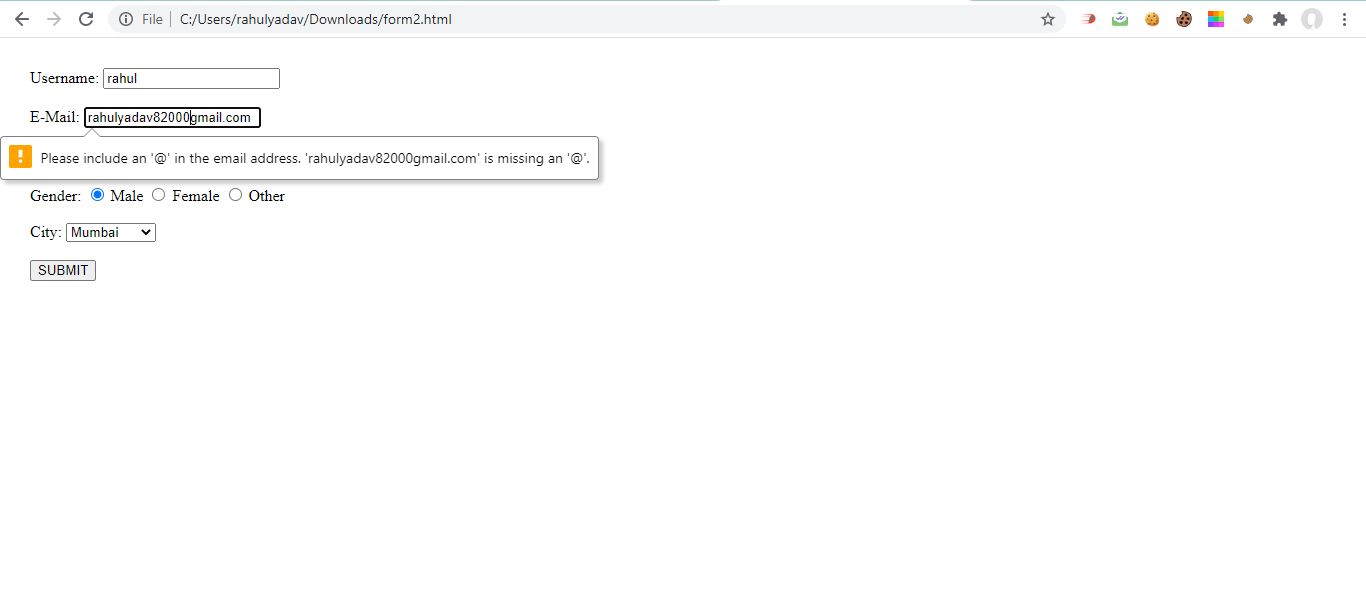 File C:/Users/rahulyadav/Downloads/form2.html
Username: rahul
E-Mail: rahulyadav82000gmail.com
Please include an '@' in the email address. 'rahulyadav82000gmail.com' is missing an '@'.
Gender: Male Female Other
City: Mumbai
SUBMIT